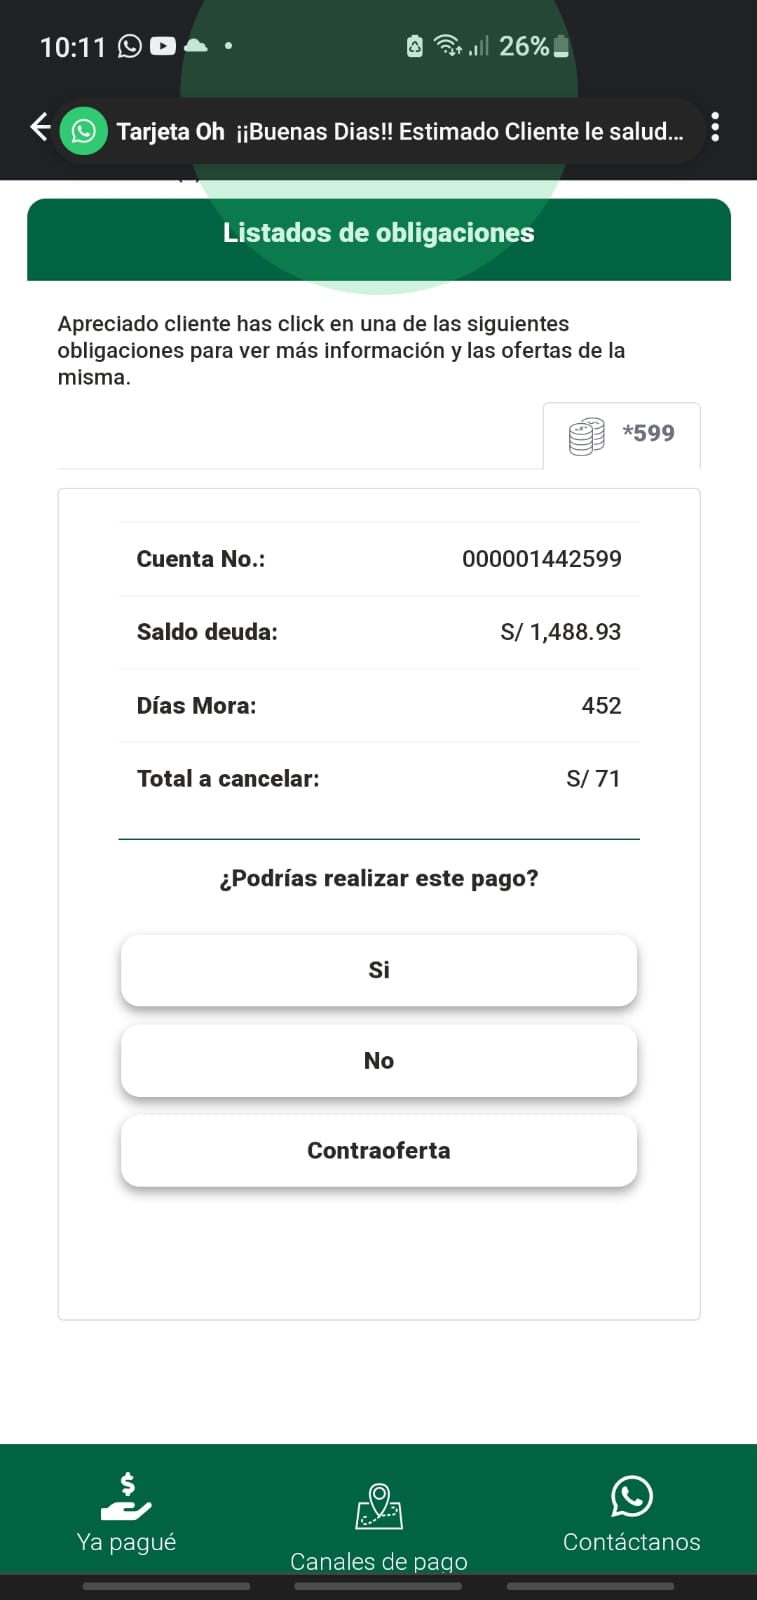 10:11
26%
Tarjeta Oh ¡¡Buenas Dias!! Estimado Cliente le salud...
Listados de obligaciones
Apreciado cliente has click en una de las siguientes
obligaciones para ver más información y las ofertas de la
misma.
*599
Cuenta No.: 000001442599
Saldo deuda: S/ 1,488.93
Días Mora: 452
Total a cancelar: S/ 71
¿Podrías realizar este pago?
Si
No
Contraoferta
Ya pagué
Canales de pago
Contáctanos